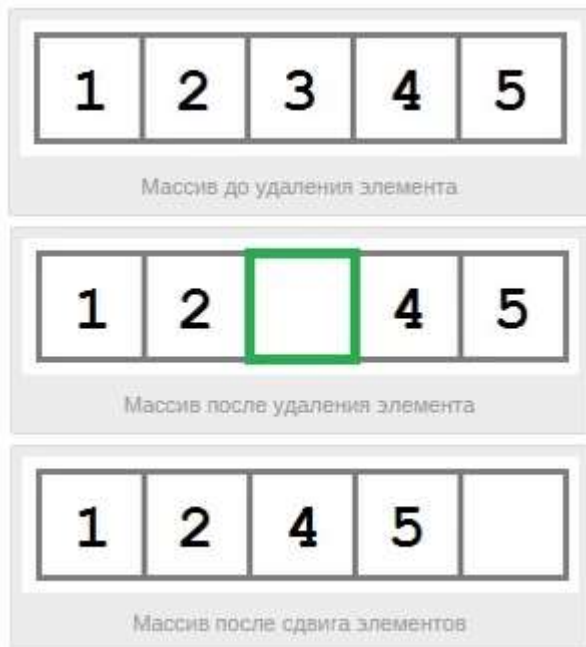 1 2 3 4 5
Массив до удаления элемента
1 2 4 5
Массив после удаления элемента
1 2 4 5
Массив после сдвига элементов